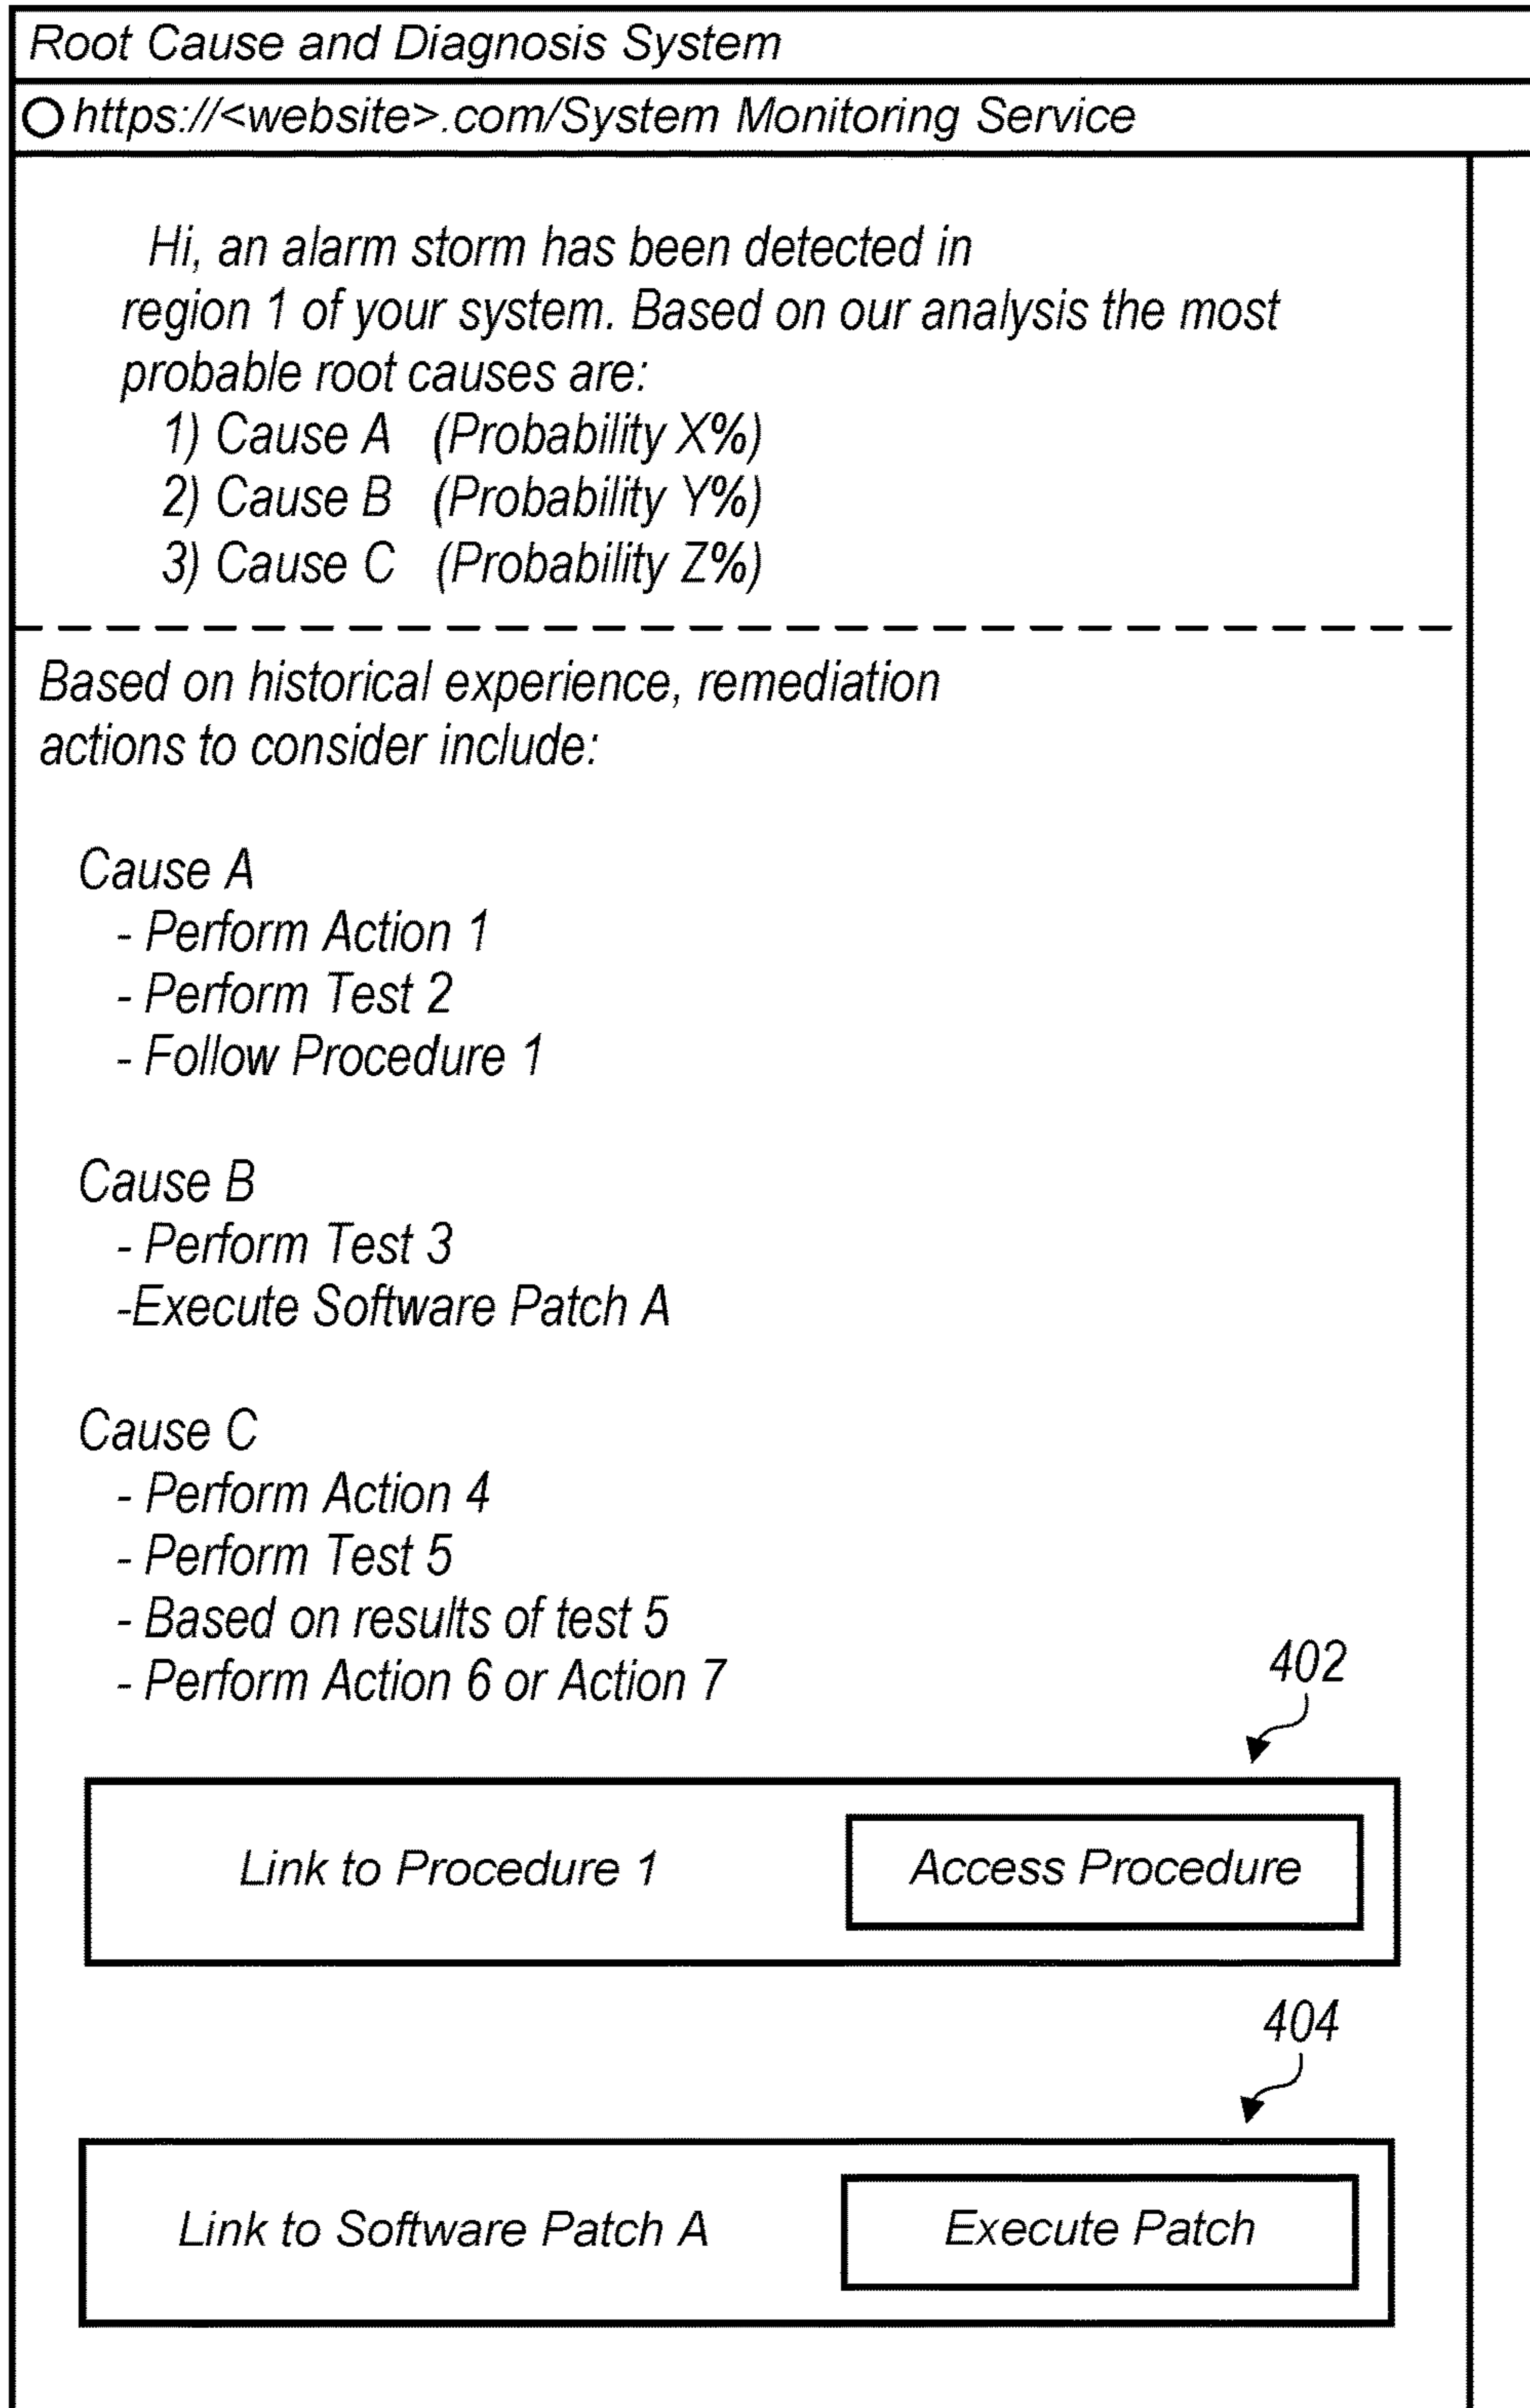 Root Cause and Diagnosis System
https://<website>.com/System Monitoring Service
Hi, an alarm storm has been detected in
region 1 of your system. Based on our analysis the most
probable root causes are:
1) Cause A (Probability X%)
2) Cause B (Probability Y%)
3) Cause C (Probability Z%)
Based on historical experience, remediation
actions to consider include:
Cause A
- Perform Action 1
- Perform Test 2
- Follow Procedure 1
Cause B
- Perform Test 3
-Execute Software Patch A
Cause C
- Perform Action 4
- Perform Test 5
- Based on results of test 5
- Perform Action 6 or Action 7
402
Link to Procedure 1 Access Procedure
404
Link to Software Patch A Execute Patch